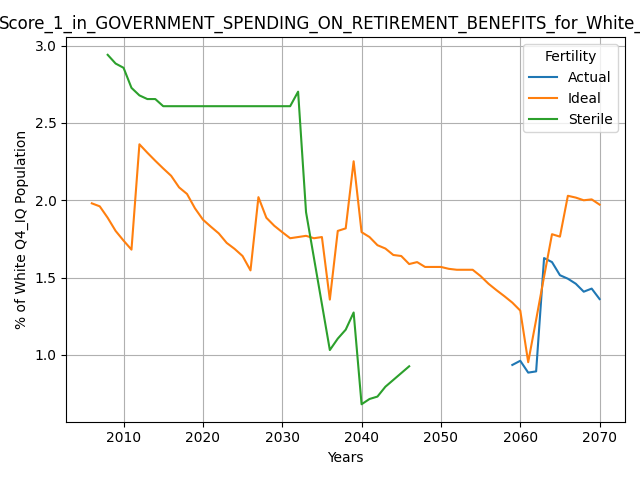 Score_1_in_GOVERNMENT_SPENDING_ON_RETIREMENT_BENEFITS_for_White_
3.0
2.5
2.0
1.5
1.0
% of White Q4_IQ Population
Fertility
Actual
Ideal
Sterile
2010 2020 2030 2040 2050 2060 2070
Years